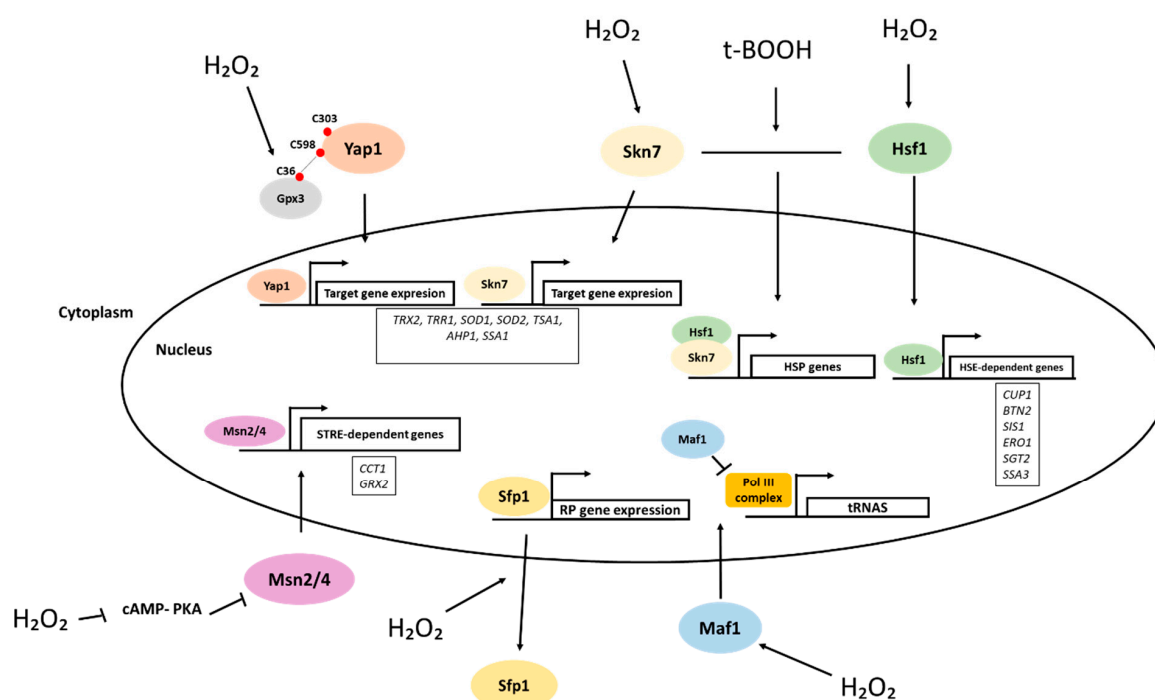 H₂O₂
H₂O₂
t-BOOH
H₂O₂
C303
C598
C36
Yap1
Gpx3
Skn7
Hsf1
Cytoplasm
Nucleus
Yap1
Target gene expresion
Skn7
Target gene expresion
TRX2, TRR1, SOD1, SOD2, TSA1,
AHP1, SSA1
Hsf1
Skn7
HSP genes
Hsf1
HSE-dependent genes
CUP1
BTN2
SIS1
ERO1
SGT2
SSA3
Msn2/4
STRE-dependent genes
CCT1
GRX2
Maf1
Pol III
complex
tRNAS
Sfp1
RP gene expression
Msn2/4
H₂O₂
cAMP- PKA
H₂O₂
Maf1
H₂O₂
Sfp1